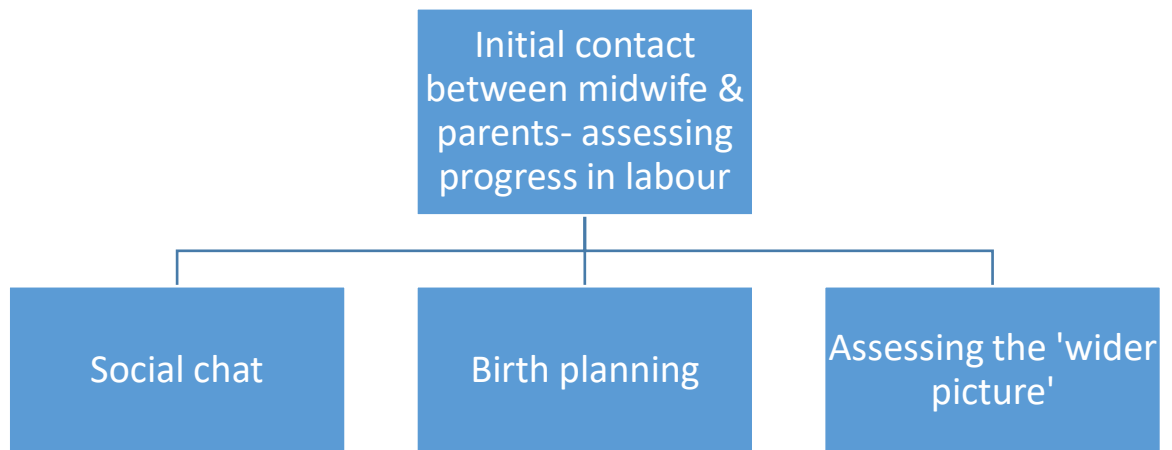 Initial contact
between midwife &
parents- assessing
progress in labour
Social chat
Birth planning
Assessing the 'wider
picture'